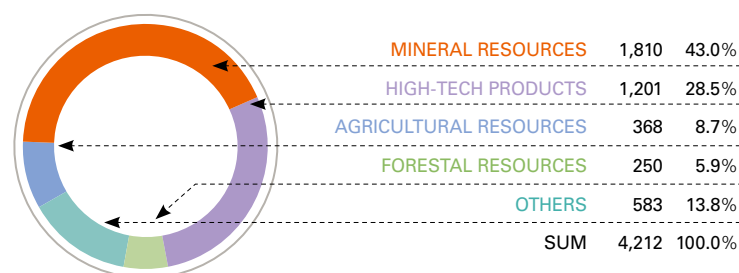 MINERAL RESOURCES 1,810 43.0%
HIGH-TECH PRODUCTS 1,201 28.5%
AGRICULTURAL RESOURCES 368 8.7%
FORESTAL RESOURCES 250 5.9%
OTHERS 583 13.8%
SUM 4,212 100.0%